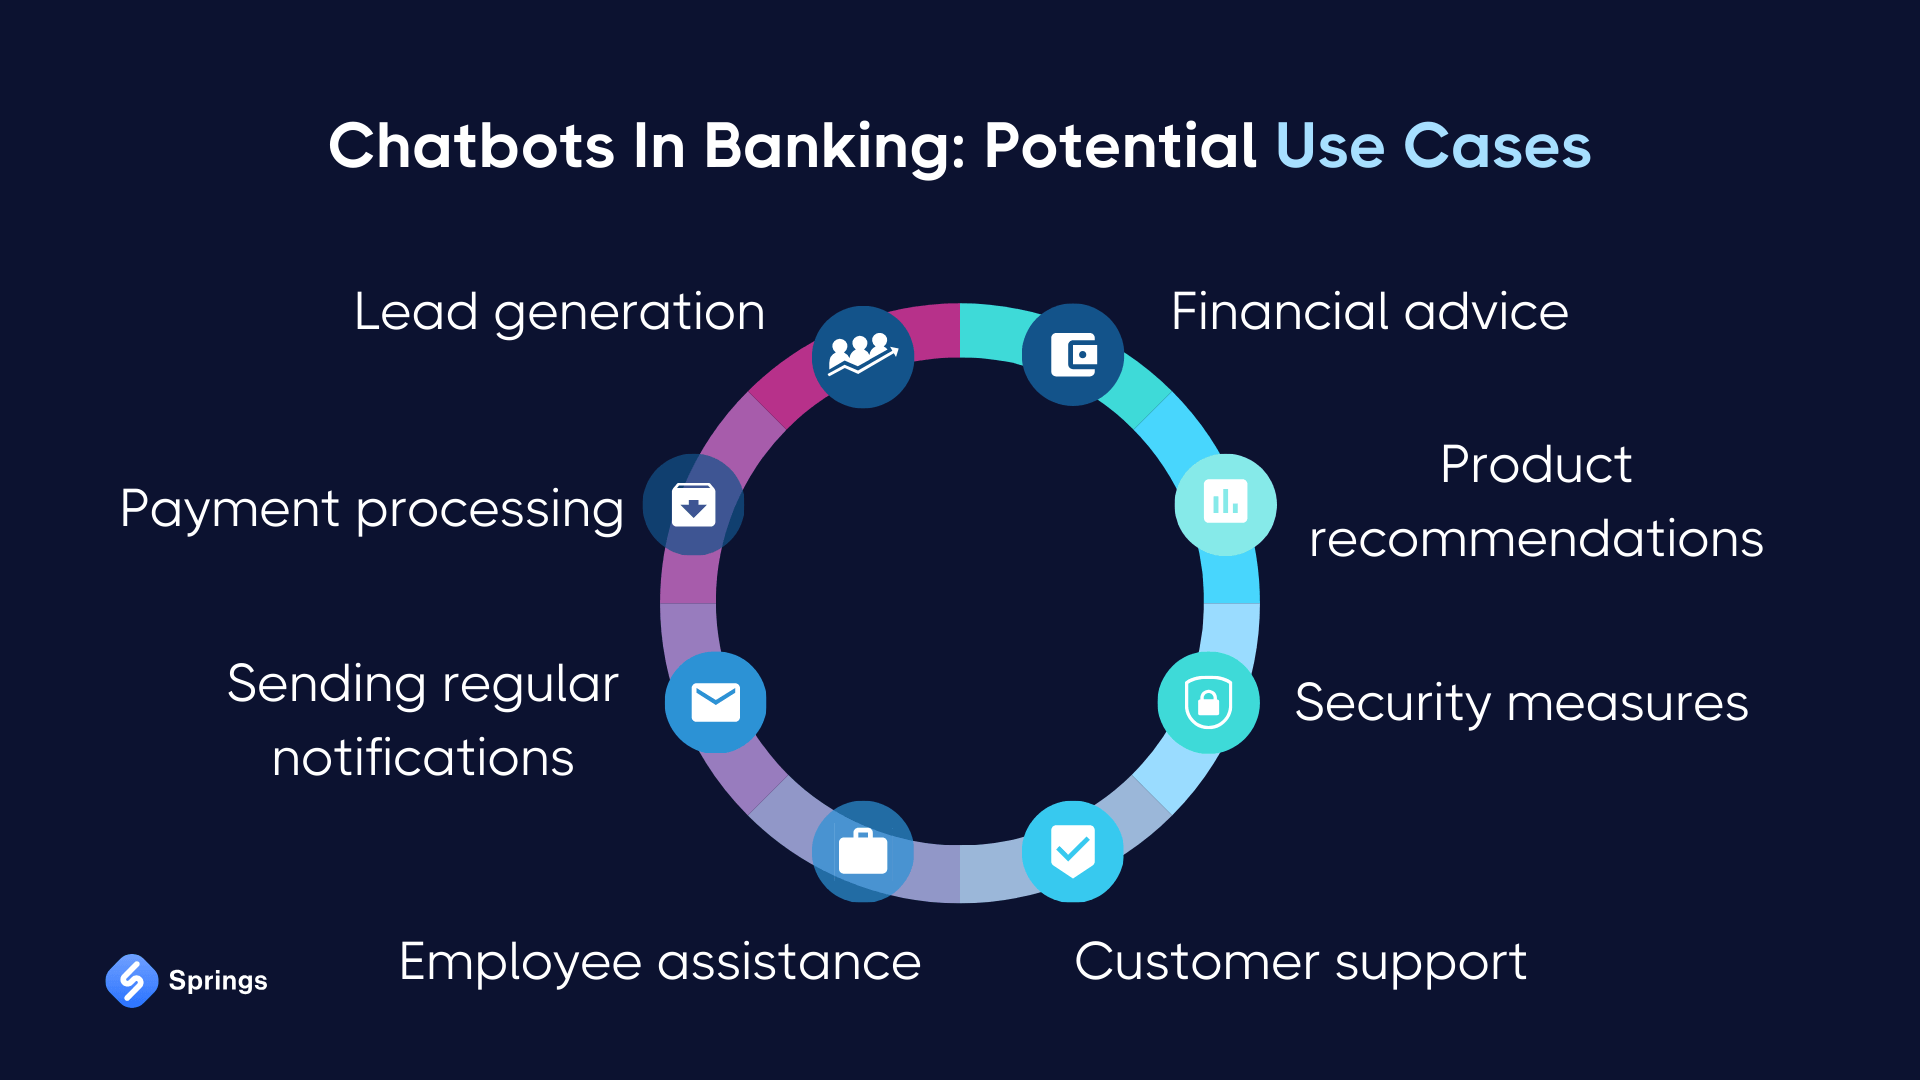 Chatbots In Banking: Potential Use Cases
Lead generation
Financial advice
Product
recommendations
Payment processing
Sending regular
notifications
Security measures
Employee assistance
Customer support
Springs